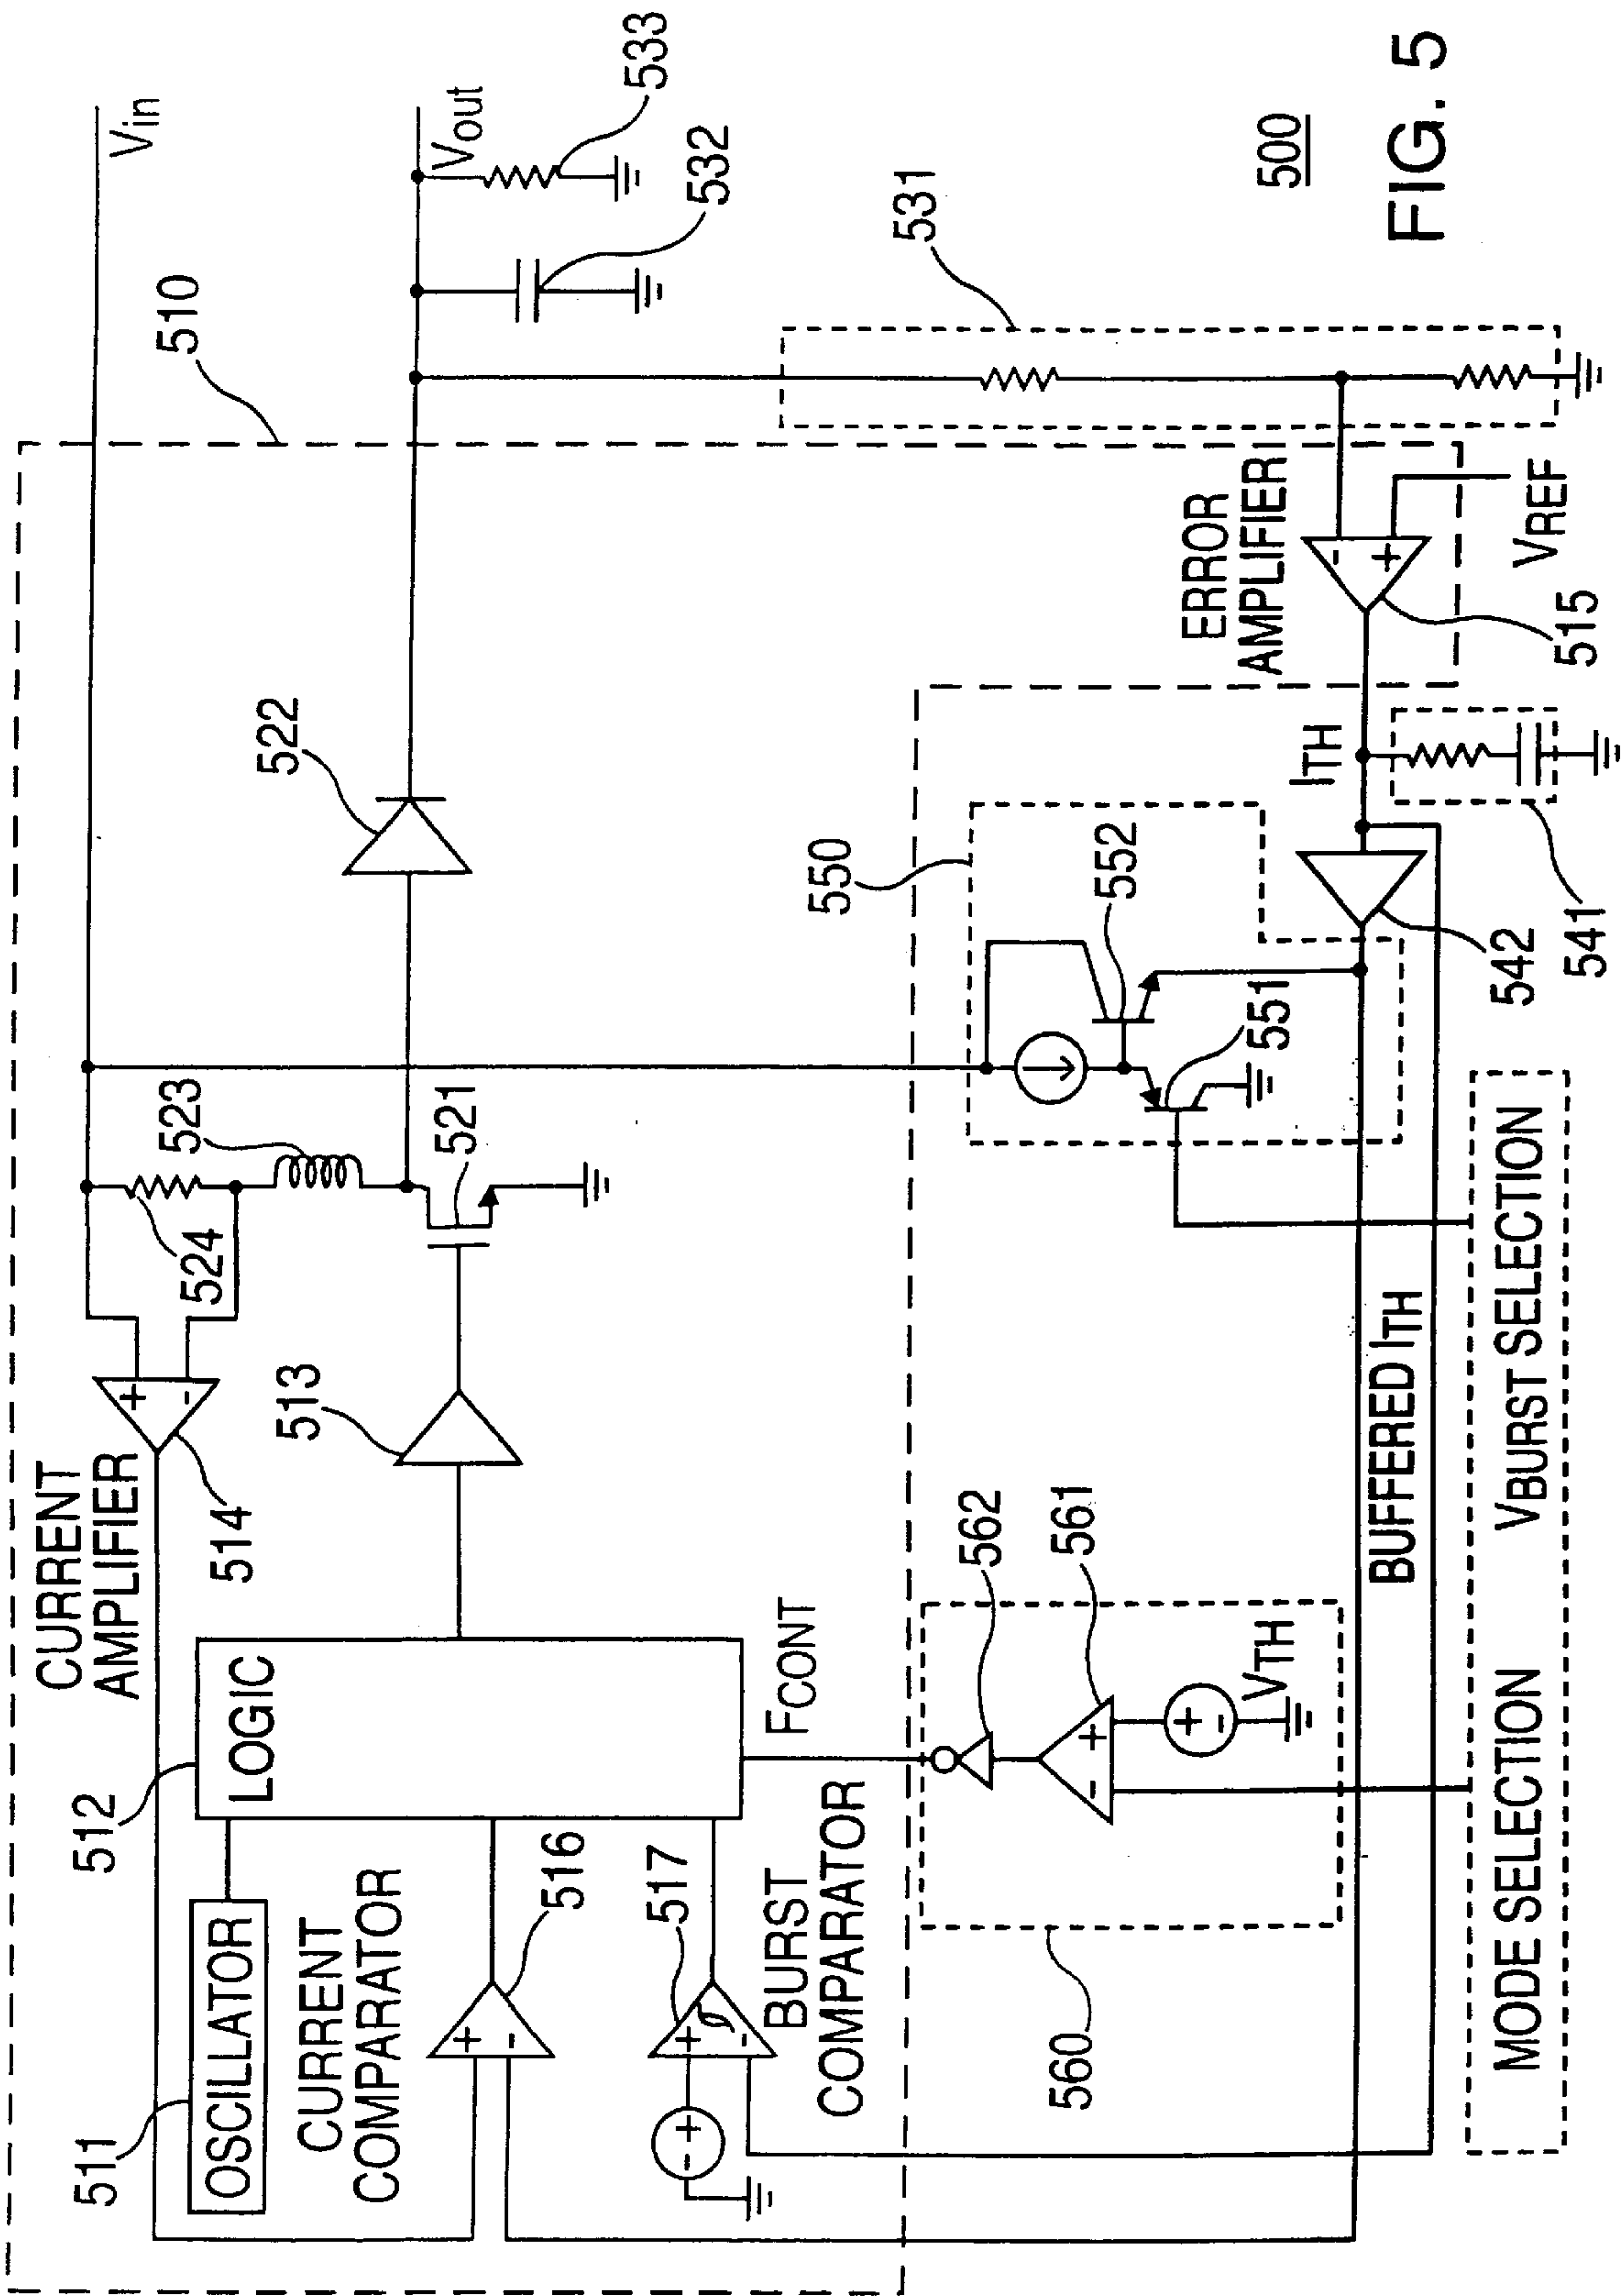 510
Vin
Vout
533
532
531
CURRENT
AMPLIFIER
514
524
523
522
521
513
512
LOGIC
511
OSCILLATOR
CURRENT
COMPARATOR
516
517
BURST
COMPARATOR
FCONT
+
-
+
-
+
-
+
-
560
562
561
+
-
+
-
VTH
550
552
551
ERROR
AMPLIFIER
-
+
515
VREF
ITH
541
542
BUFFERED ITH
MODE SELECTION
VBURST SELECTION
500
FIG. 5